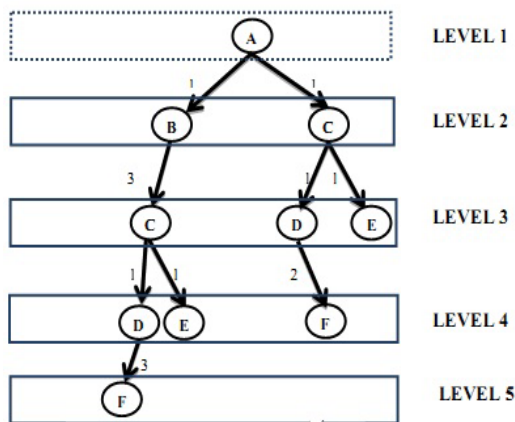 A LEVEL 1
1 1
B C LEVEL 2
3 1 1
C D E LEVEL 3
1 1 2
D E F LEVEL 4
3
F LEVEL 5